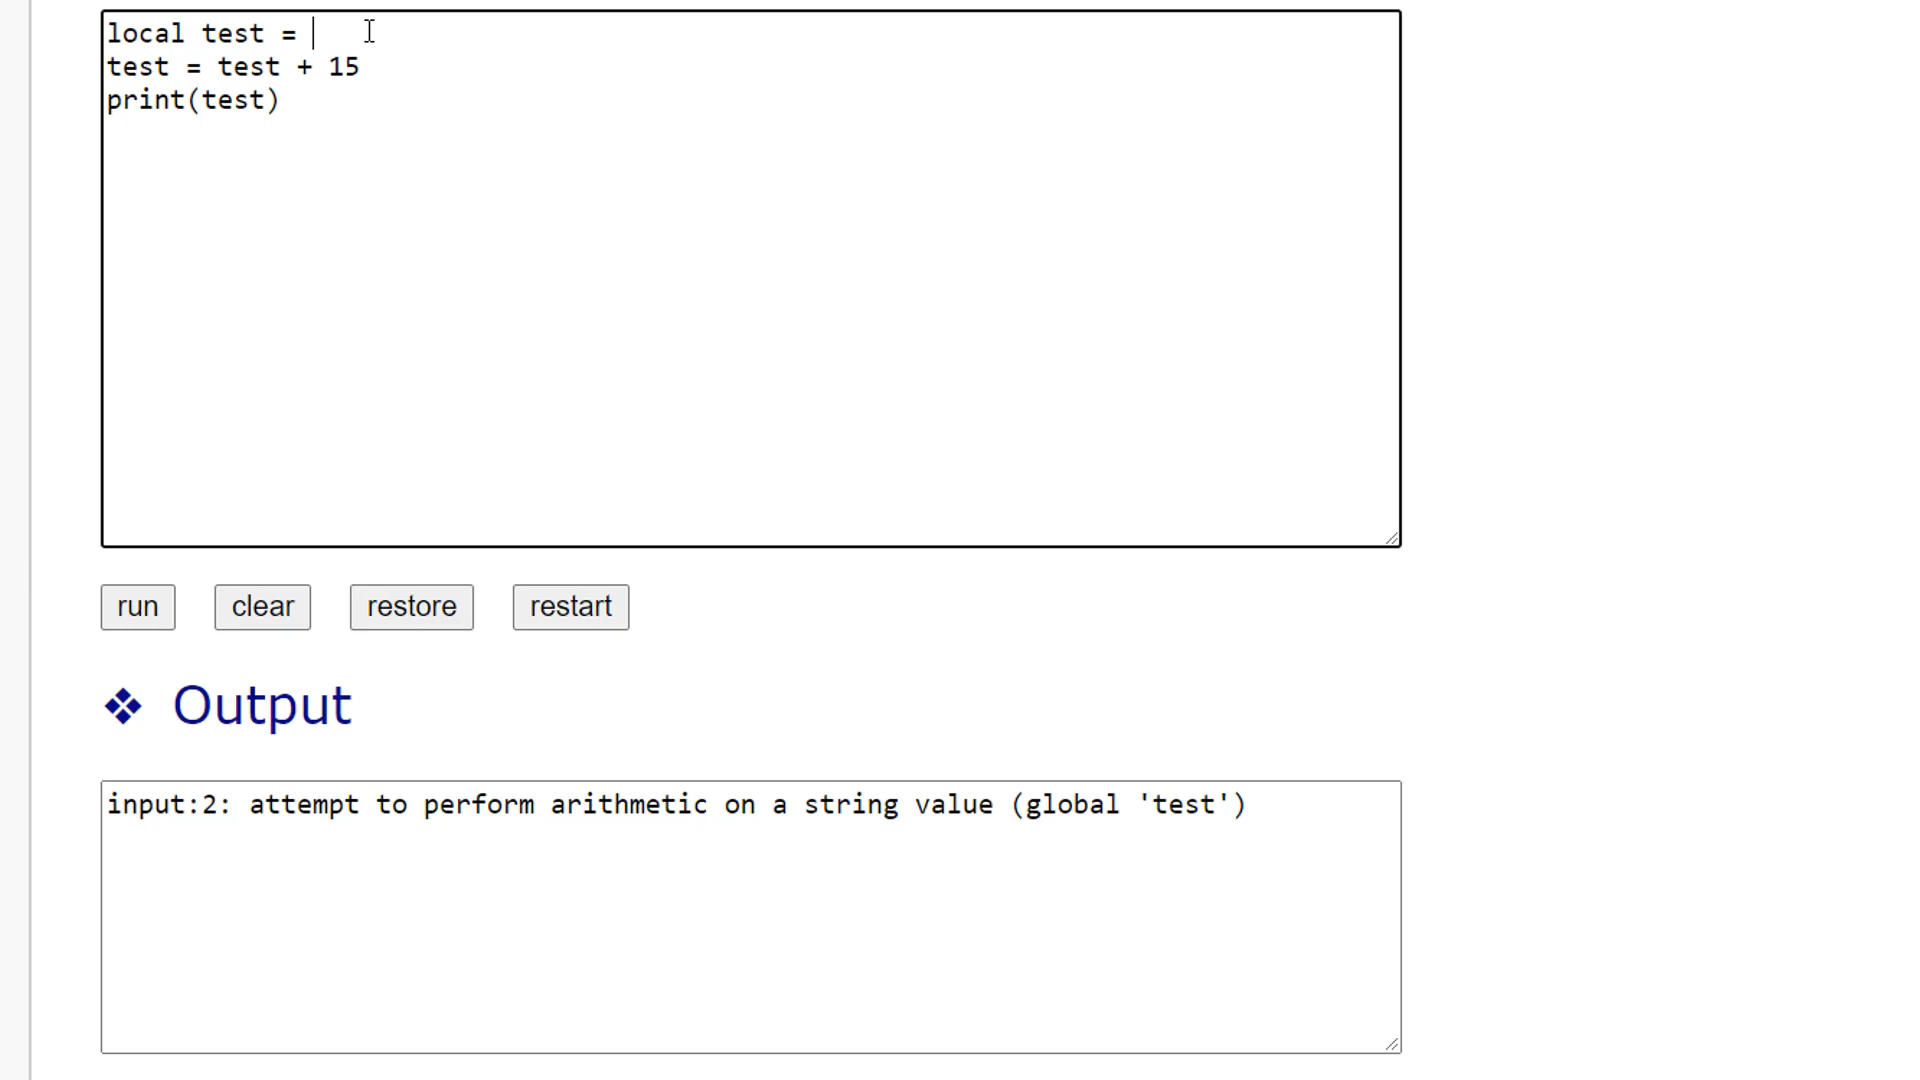 local test =
test = test + 15
print(test)
run clear restore restart
❖ Output
input:2: attempt to perform arithmetic on a string value (global 'test')